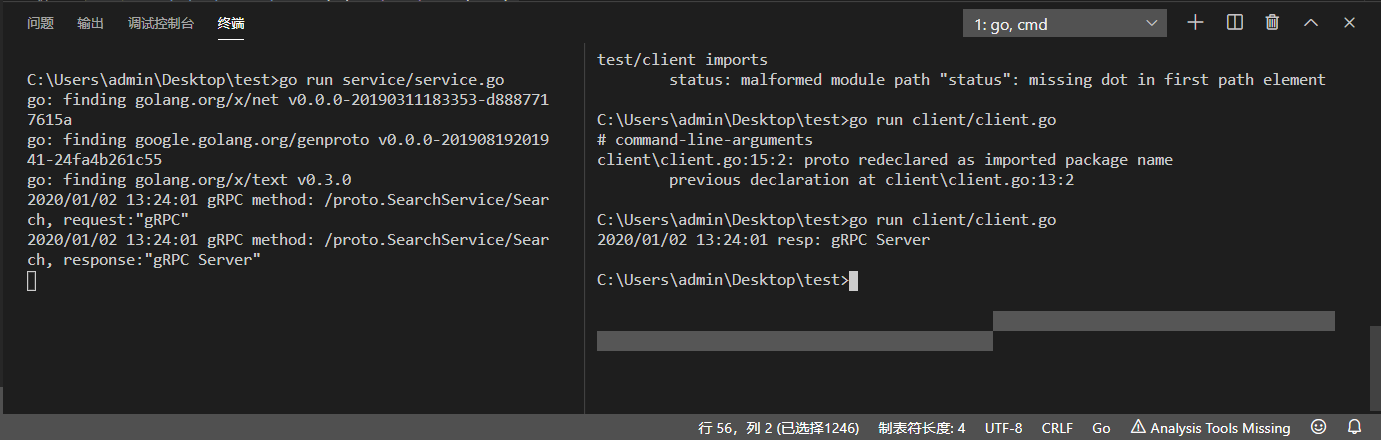 问题 输出 调试控制台 终端
1: go, cmd
C:\Users\admin\Desktop\test>go run service/service.go
go: finding golang.org/x/net v0.0.0-20190311183353-d888771
7615a
go: finding google.golang.org/genproto v0.0.0-201908192019
41-24fa4b261c55
go: finding golang.org/x/text v0.3.0
2020/01/02 13:24:01 gRPC method: /proto.SearchService/Sear
ch, request:"gRPC"
2020/01/02 13:24:01 gRPC method: /proto.SearchService/Sear
ch, response:"gRPC Server"
test/client imports
status: malformed module path "status": missing dot in first path element
C:\Users\admin\Desktop\test>go run client/client.go
# command-line-arguments
client\client.go:15:2: proto redeclared as imported package name
previous declaration at client\client.go:13:2
C:\Users\admin\Desktop\test>go run client/client.go
2020/01/02 13:24:01 resp: gRPC Server
C:\Users\admin\Desktop\test>
行 56，列 2 (已选择1246) 制表符长度: 4 UTF-8 CRLF Go Analysis Tools Missing